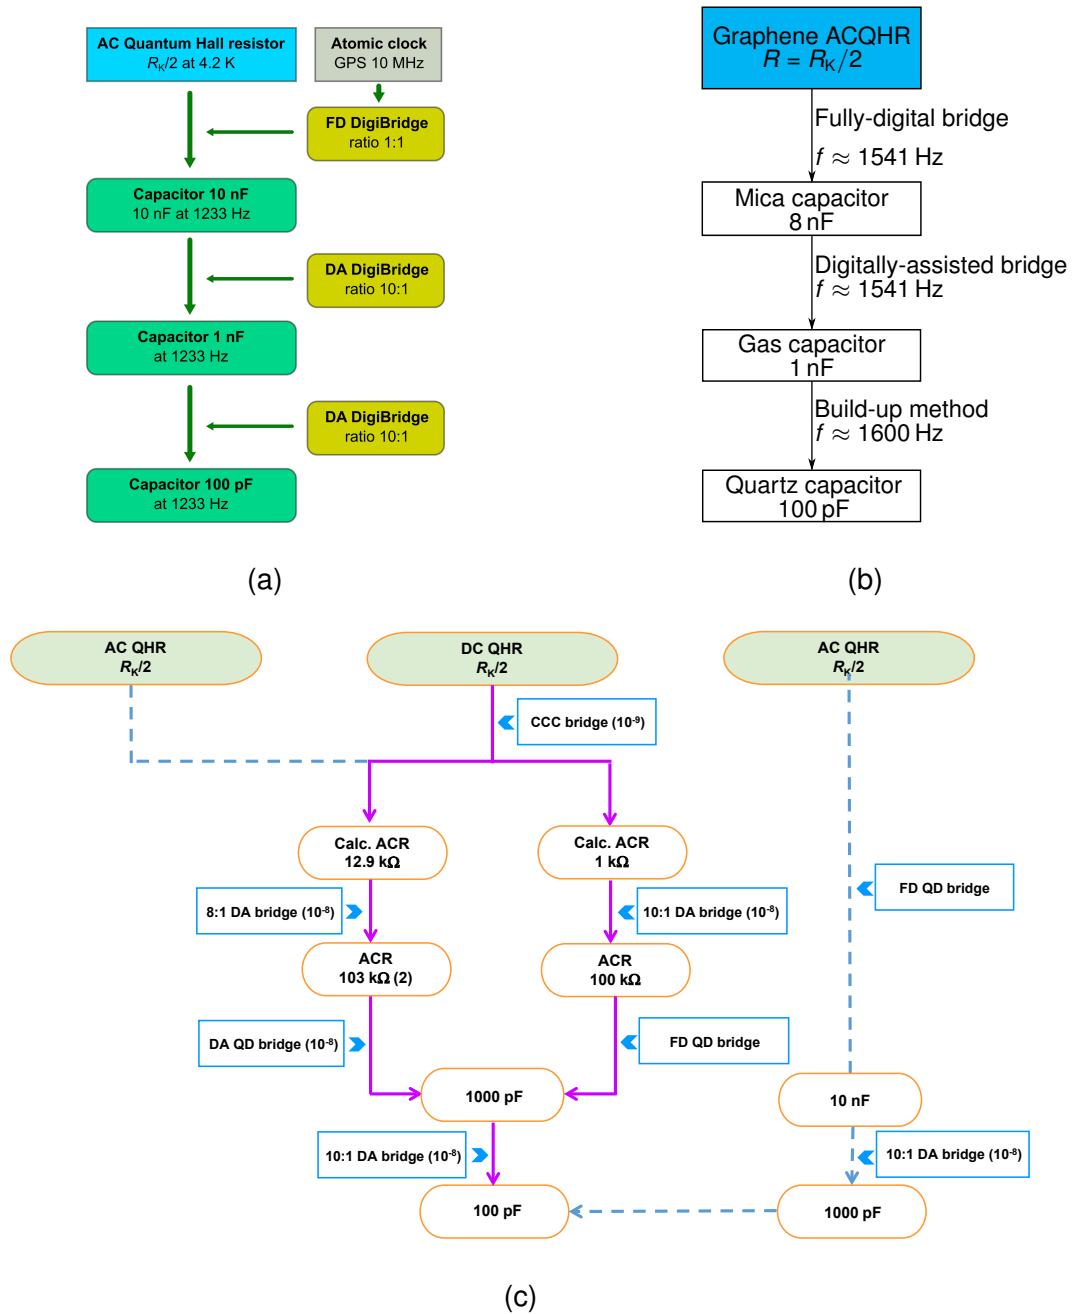 AC Quantum Hall resistor
RK/2 at 4.2 K
Atomic clock
GPS 10 MHz
FD DigiBridge
ratio 1:1
Capacitor 10 nF
10 nF at 1233 Hz
DA DigiBridge
ratio 10:1
Capacitor 1 nF
at 1233 Hz
DA DigiBridge
ratio 10:1
Capacitor 100 pF
at 1233 Hz
(a)
Graphene ACQHR
R = RK/2
Fully-digital bridge
f ≈ 1541 Hz
Mica capacitor
8 nF
Digitally-assisted bridge
f ≈ 1541 Hz
Gas capacitor
1 nF
Build-up method
f ≈ 1600 Hz
Quartz capacitor
100 pF
(b)
AC QHR
RK/2
DC QHR
RK/2
AC QHR
RK/2
CCC bridge (10-9)
Calc. ACR
12.9 kΩ
Calc. ACR
1 kΩ
FD QD bridge
8:1 DA bridge (10-8)
10:1 DA bridge (10-8)
ACR
103 kΩ (2)
ACR
100 kΩ
DA QD bridge (10-8)
FD QD bridge
1000 pF
10 nF
10:1 DA bridge (10-8)
10:1 DA bridge (10-8)
100 pF
1000 pF
(c)